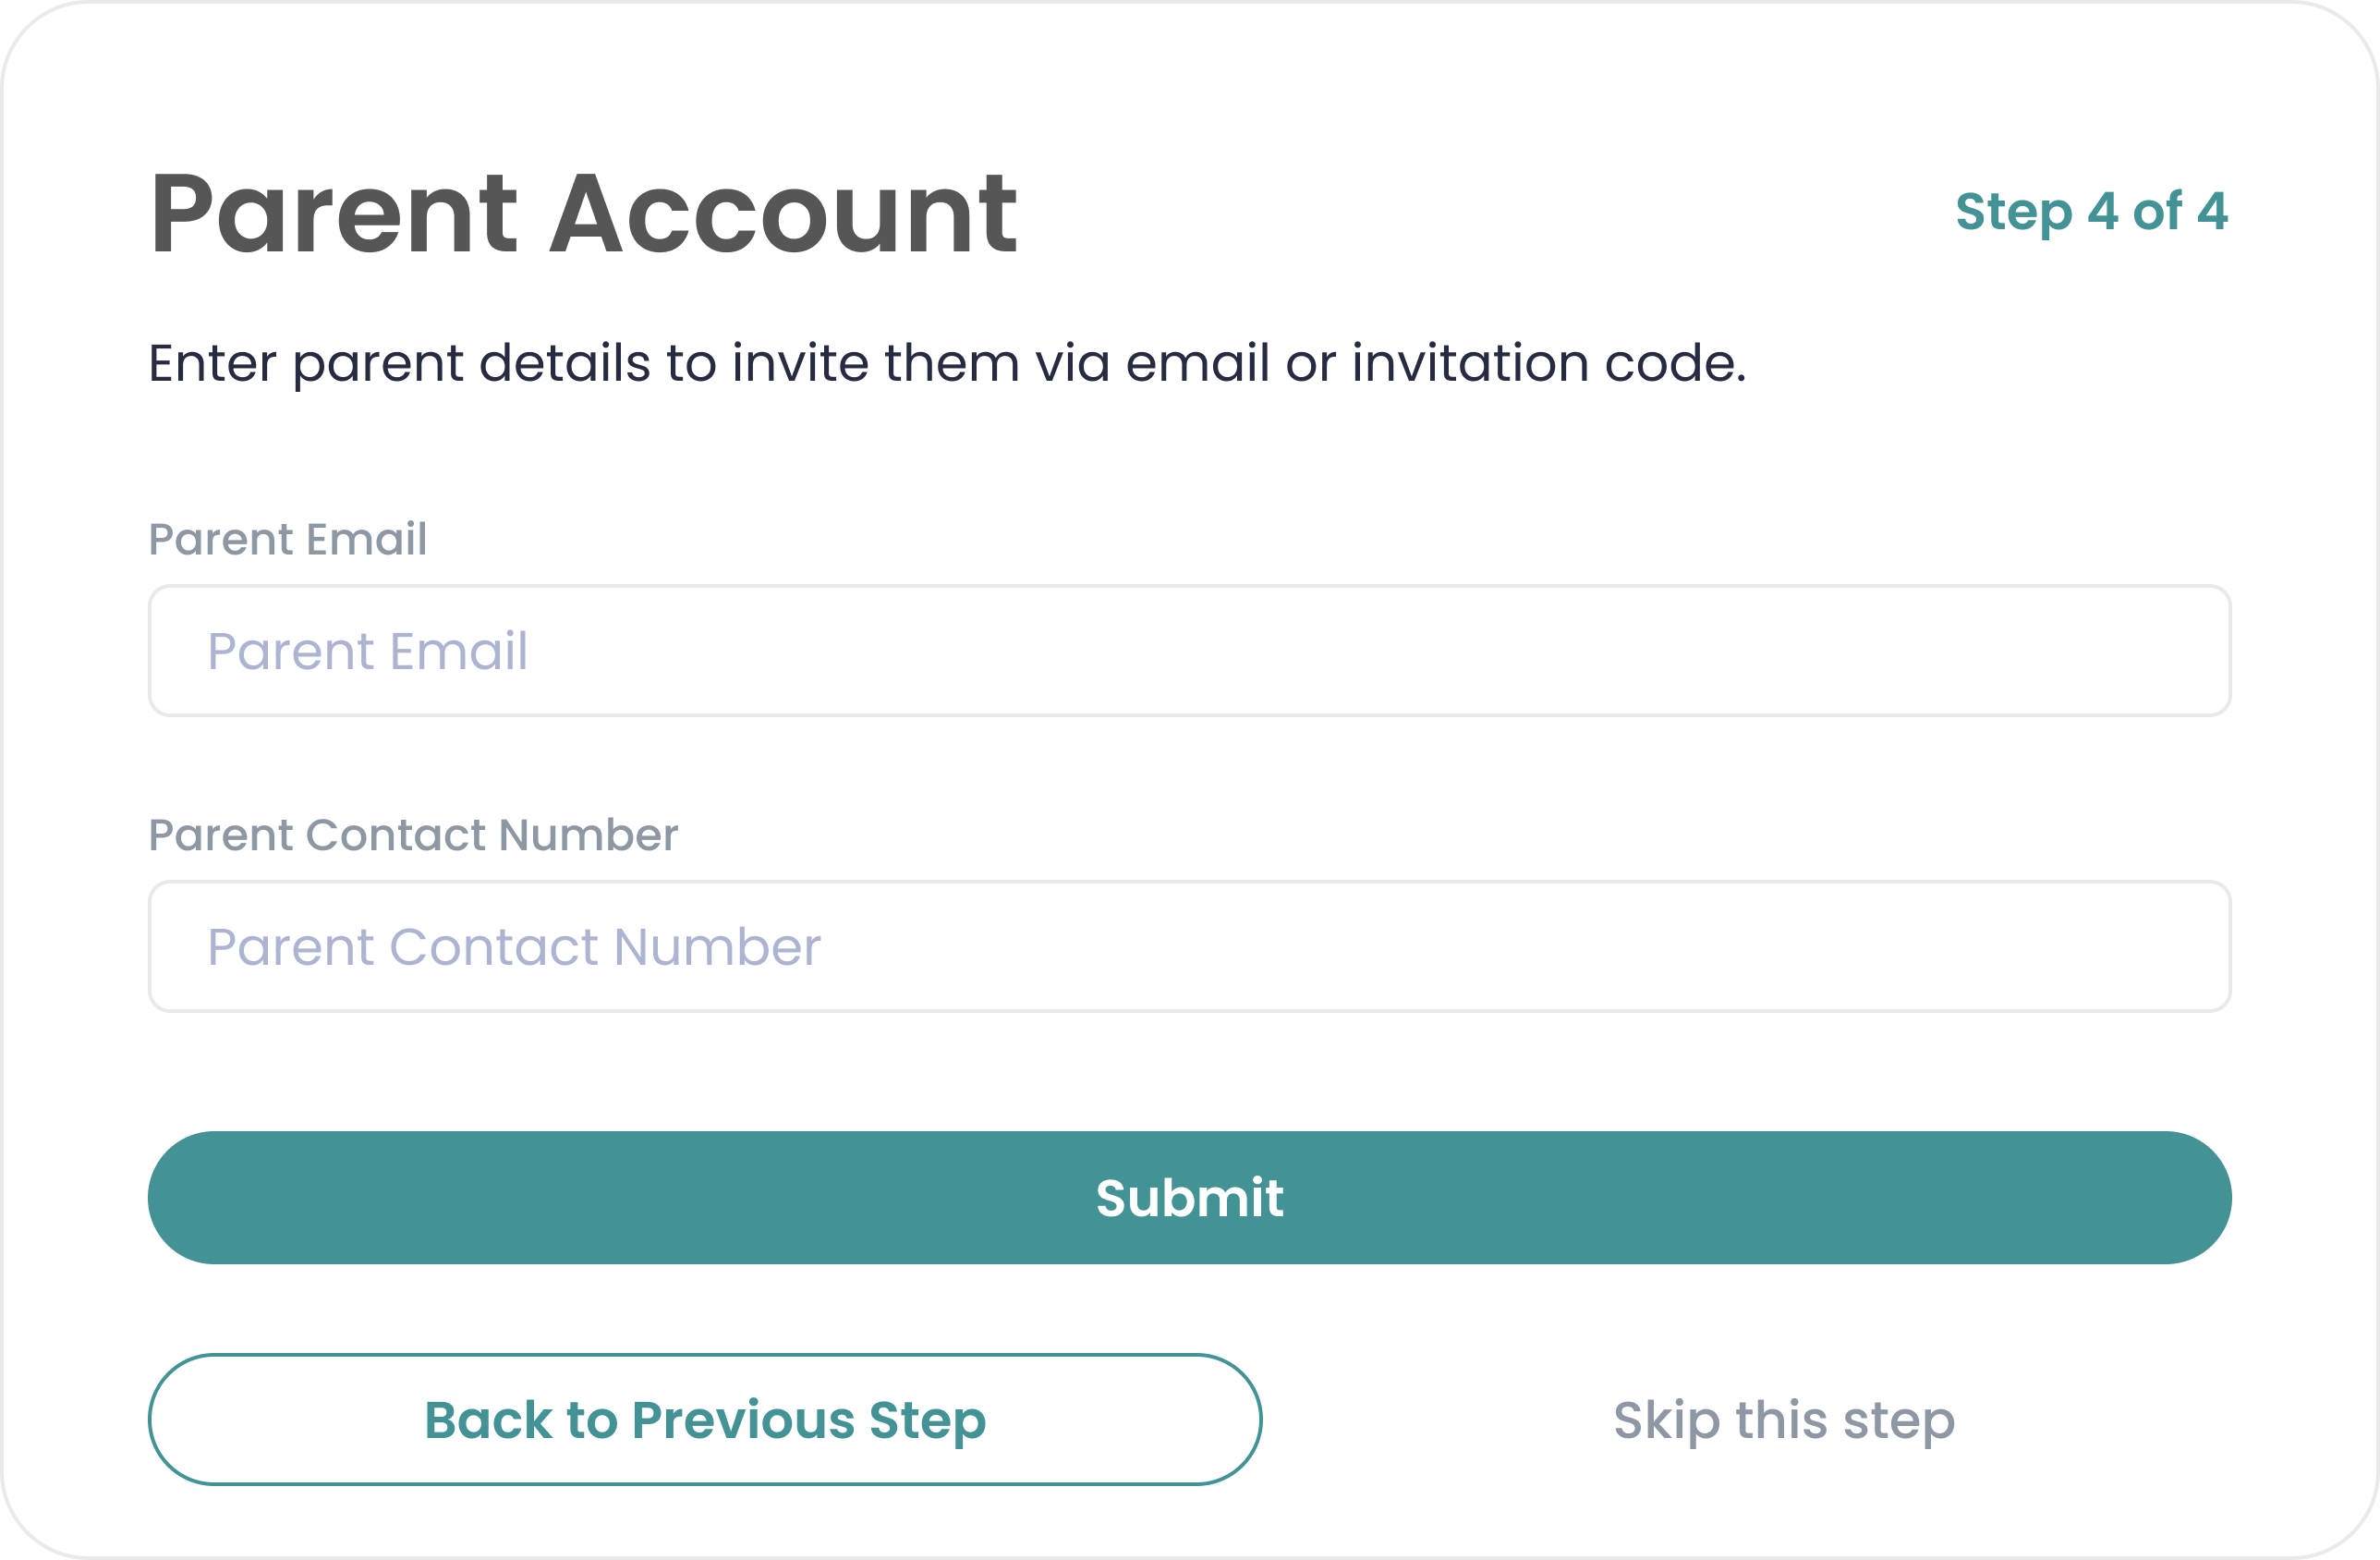 Parent Account
Step 4 of 4
Enter parent details to invite them via email or invitation code.
Parent Email
Parent Email
Parent Contact Number
Parent Contact Number
Submit
Back to Previous Step
Skip this step